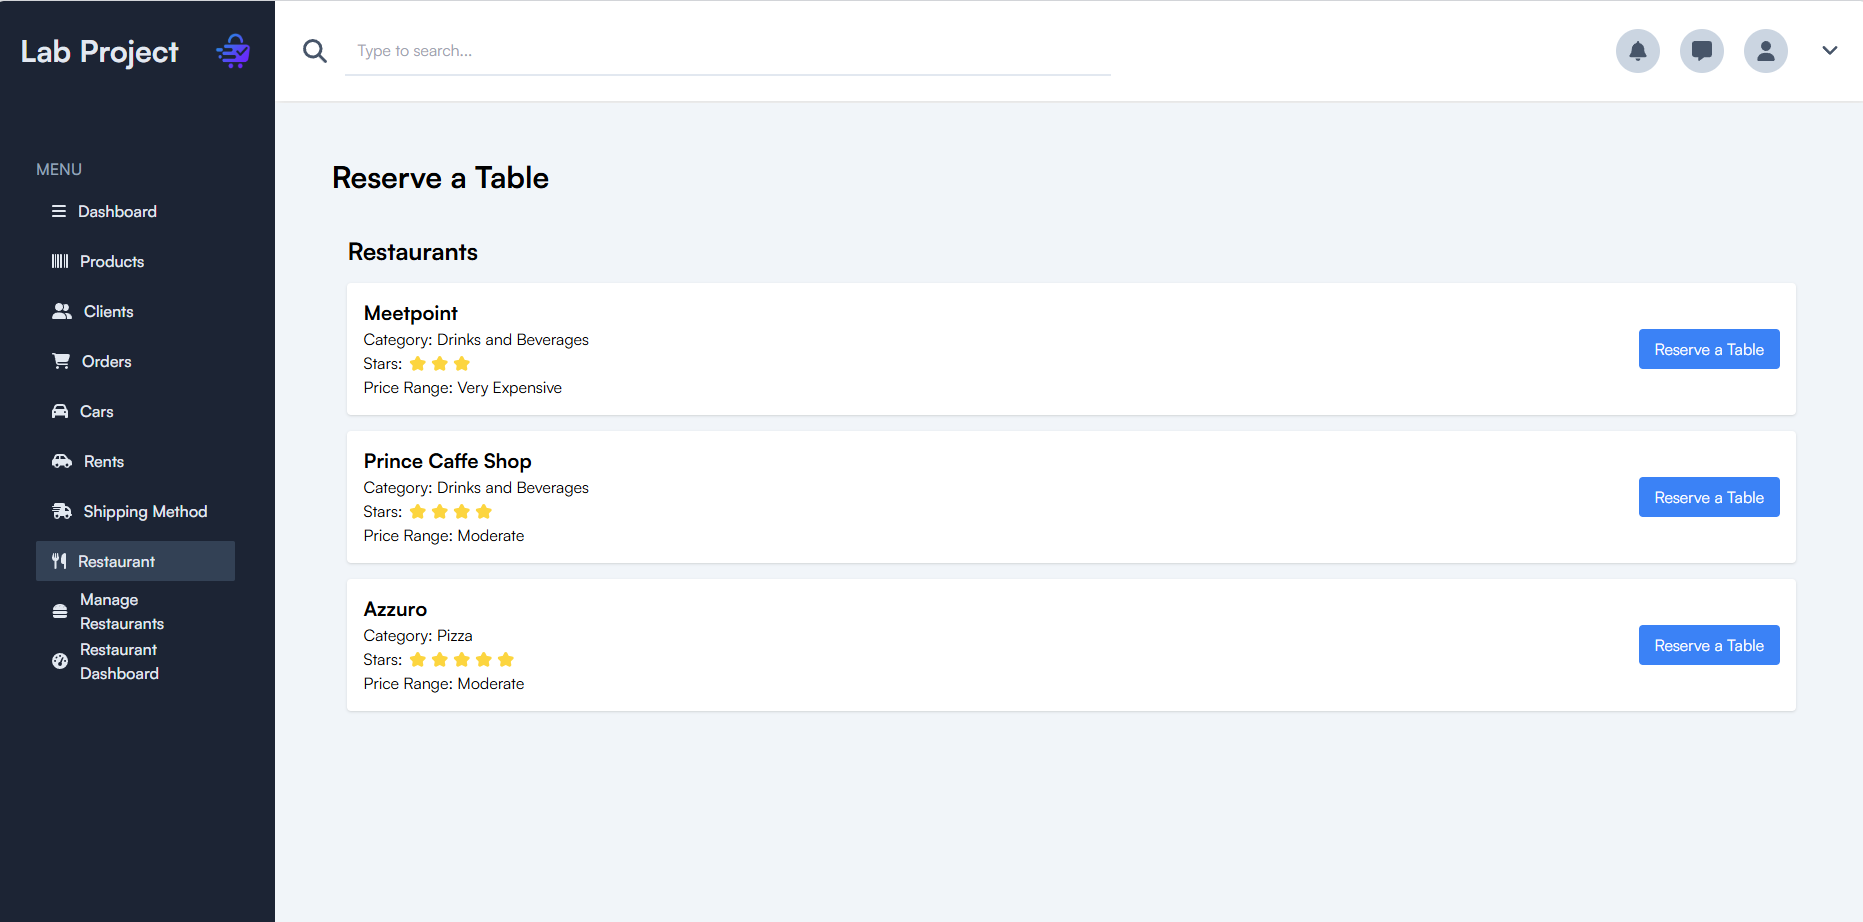 Lab Project
Type to search...
MENU
Dashboard
Products
Clients
Orders
Cars
Rents
Shipping Method
Restaurant
Manage
Restaurants
Restaurant
Dashboard
Reserve a Table
Restaurants
Meetpoint
Category: Drinks and Beverages
Stars:
Price Range: Very Expensive
Reserve a Table
Prince Caffe Shop
Category: Drinks and Beverages
Stars:
Price Range: Moderate
Reserve a Table
Azzuro
Category: Pizza
Stars:
Price Range: Moderate
Reserve a Table